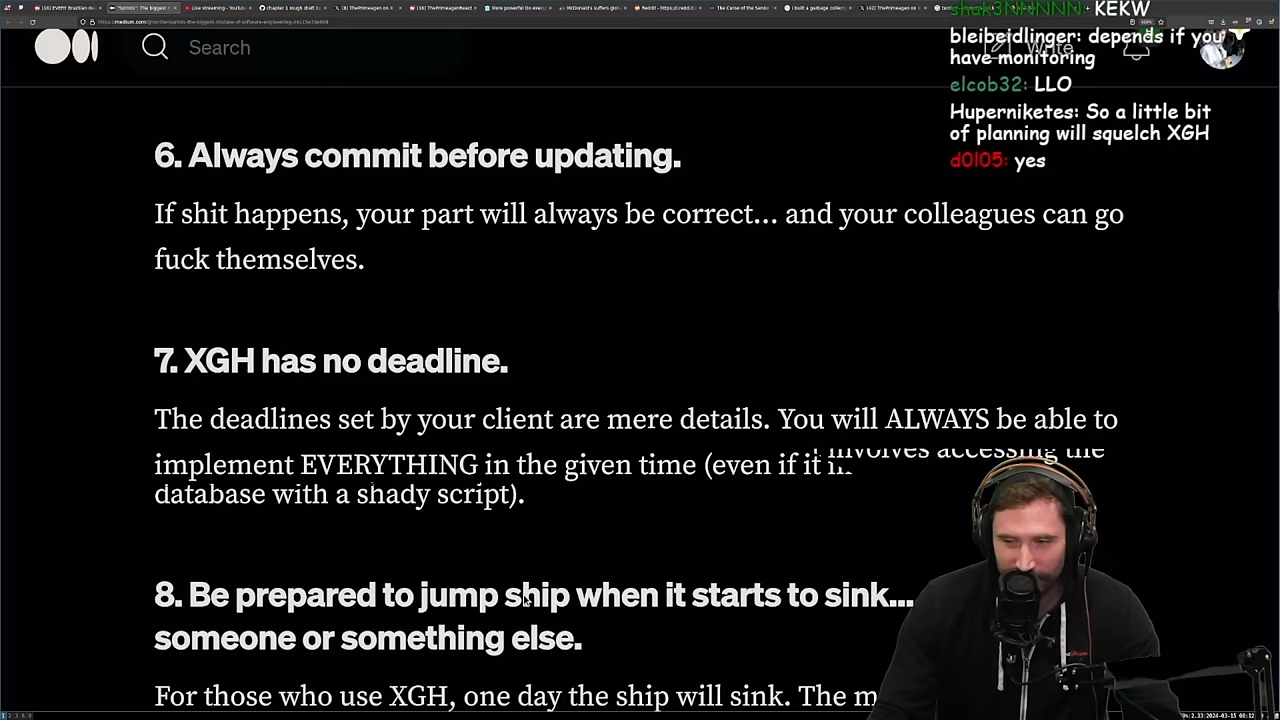 Search
Write
shak3NNNNN: KEKW
bleibeidlinger: depends if you
have monitoring
elcob32: LLO
Huperniketes: So a little bit
of planning will squelch XGH
d0l05: yes
6. Always commit before updating.
If shit happens, your part will always be correct... and your colleagues can go
fuck themselves.
7. XGH has no deadline.
The deadlines set by your client are mere details. You will ALWAYS be able to
implement EVERYTHING in the given time (even if it involves accessing the
database with a shady script).
8. Be prepared to jump ship when it starts to sink...
someone or something else.
For those who use XGH, one day the ship will sink. The